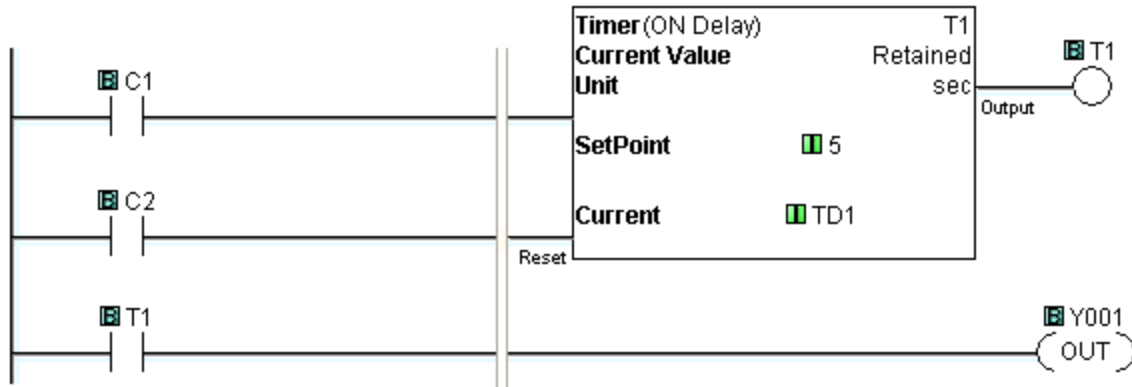 Timer (ON Delay) T1
Current Value Retained
Unit sec
B T1
B C1
Output
SetPoint 5
B C2
Current TD1
Reset
B T1
B Y001
OUT